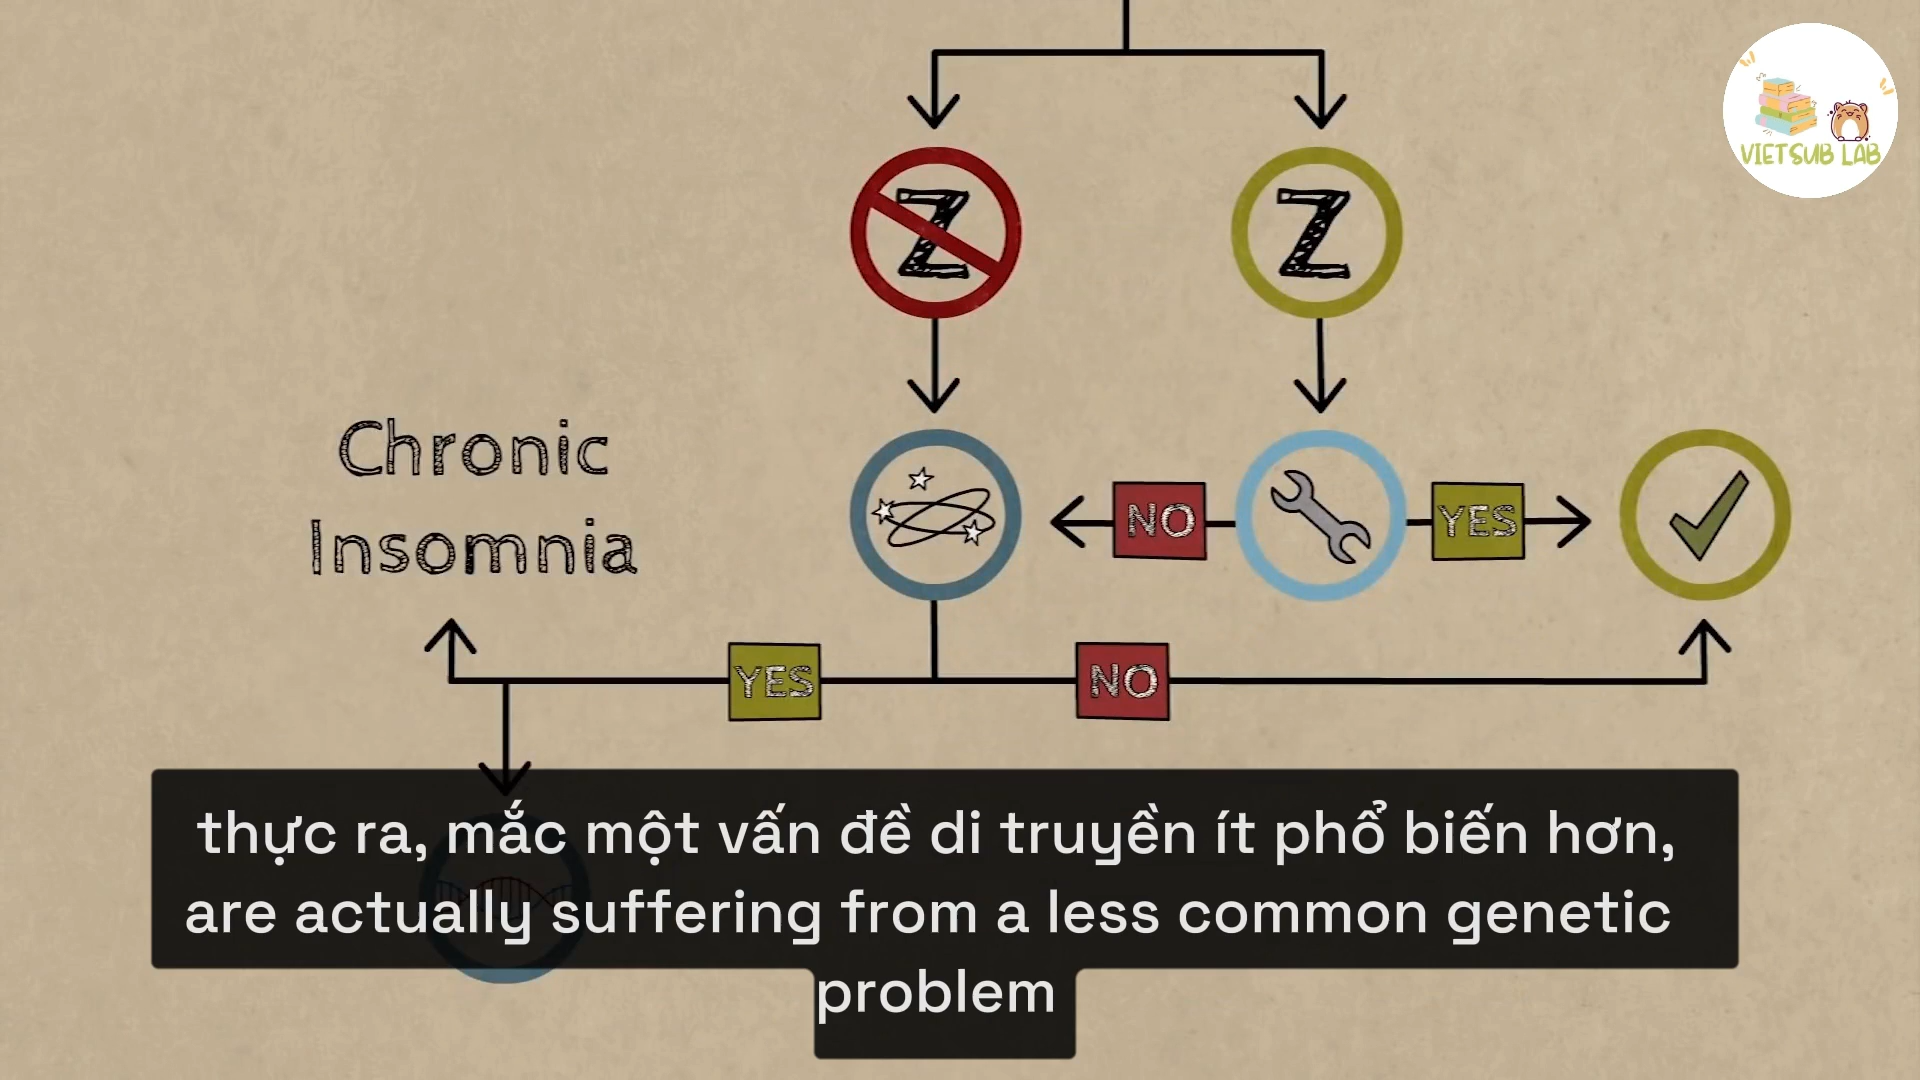 VIETSUB LAB
Z
Z
Chronic
Insomnia
NO
YES
YES
NO
thực ra, mắc một vấn đề di truyền ít phổ biến hơn,
are actually suffering from a less common genetic
problem